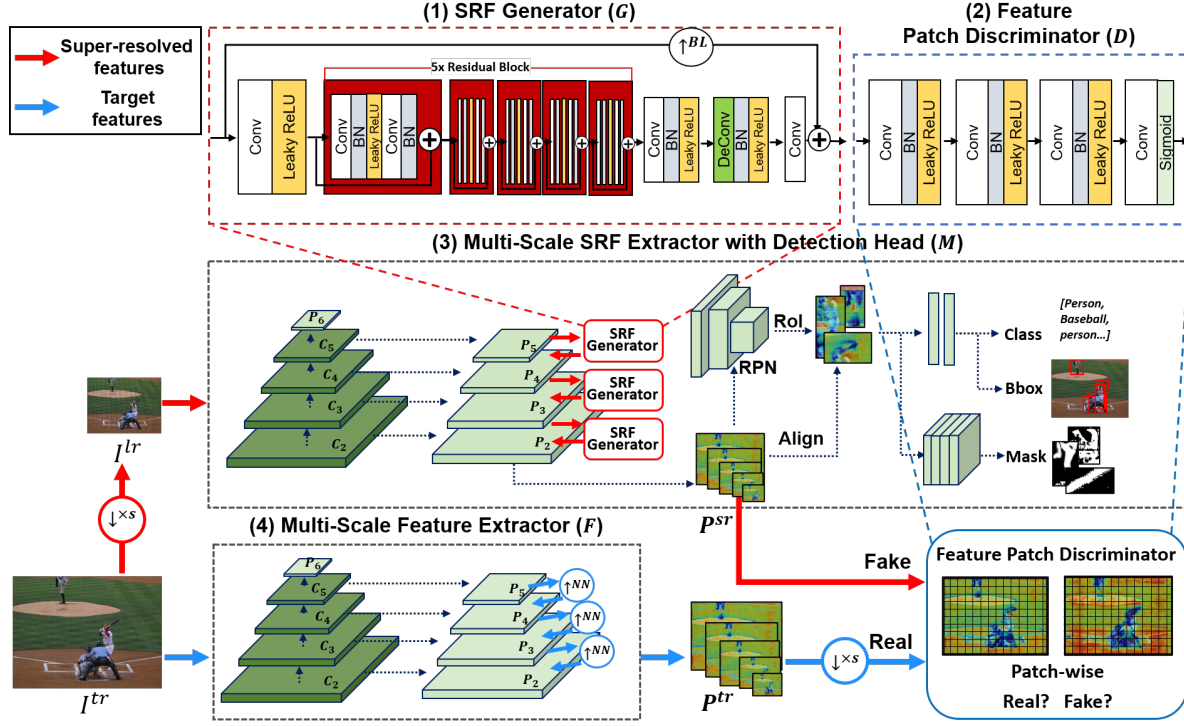 (1) SRF Generator (G)
(2) Feature
Patch Discriminator (D)
Super-resolved
features
Target
features
↑BL
5x Residual Block
Conv
Leaky ReLU
Conv
BN
Leaky ReLU
Conv
BN
Conv
BN
Leaky ReLU
DeConv
BN
Leaky ReLU
Conv
Conv
BN
Leaky ReLU
Conv
BN
Leaky ReLU
Conv
BN
Leaky ReLU
Conv
Sigmoid
(3) Multi-Scale SRF Extractor with Detection Head (M)
P6
C5
C4
C3
C2
P5
P4
P3
P2
SRF
Generator
SRF
Generator
SRF
Generator
RPN
RoI
Align
Class
Bbox
Mask
[Person,
Baseball,
person...]
I^lr
↓×s
I^tr
P^sr
Fake
(4) Multi-Scale Feature Extractor (F)
P6
C5
C4
C3
C2
P5
P4
P3
P2
↑NN
↑NN
↑NN
P^tr
↓×s
Real
Feature Patch Discriminator
Patch-wise
Real? Fake?